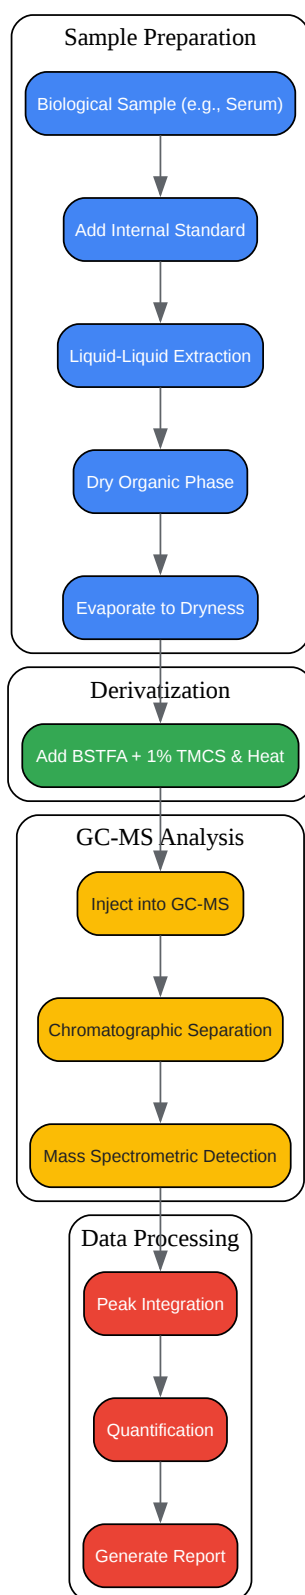 Sample Preparation
Biological Sample (e.g., Serum)
Add Internal Standard
Liquid-Liquid Extraction
Dry Organic Phase
Evaporate to Dryness
Derivatization
Add BSTFA + 1% TMCS & Heat
GC-MS Analysis
Inject into GC-MS
Chromatographic Separation
Mass Spectrometric Detection
Data Processing
Peak Integration
Quantification
Generate Report